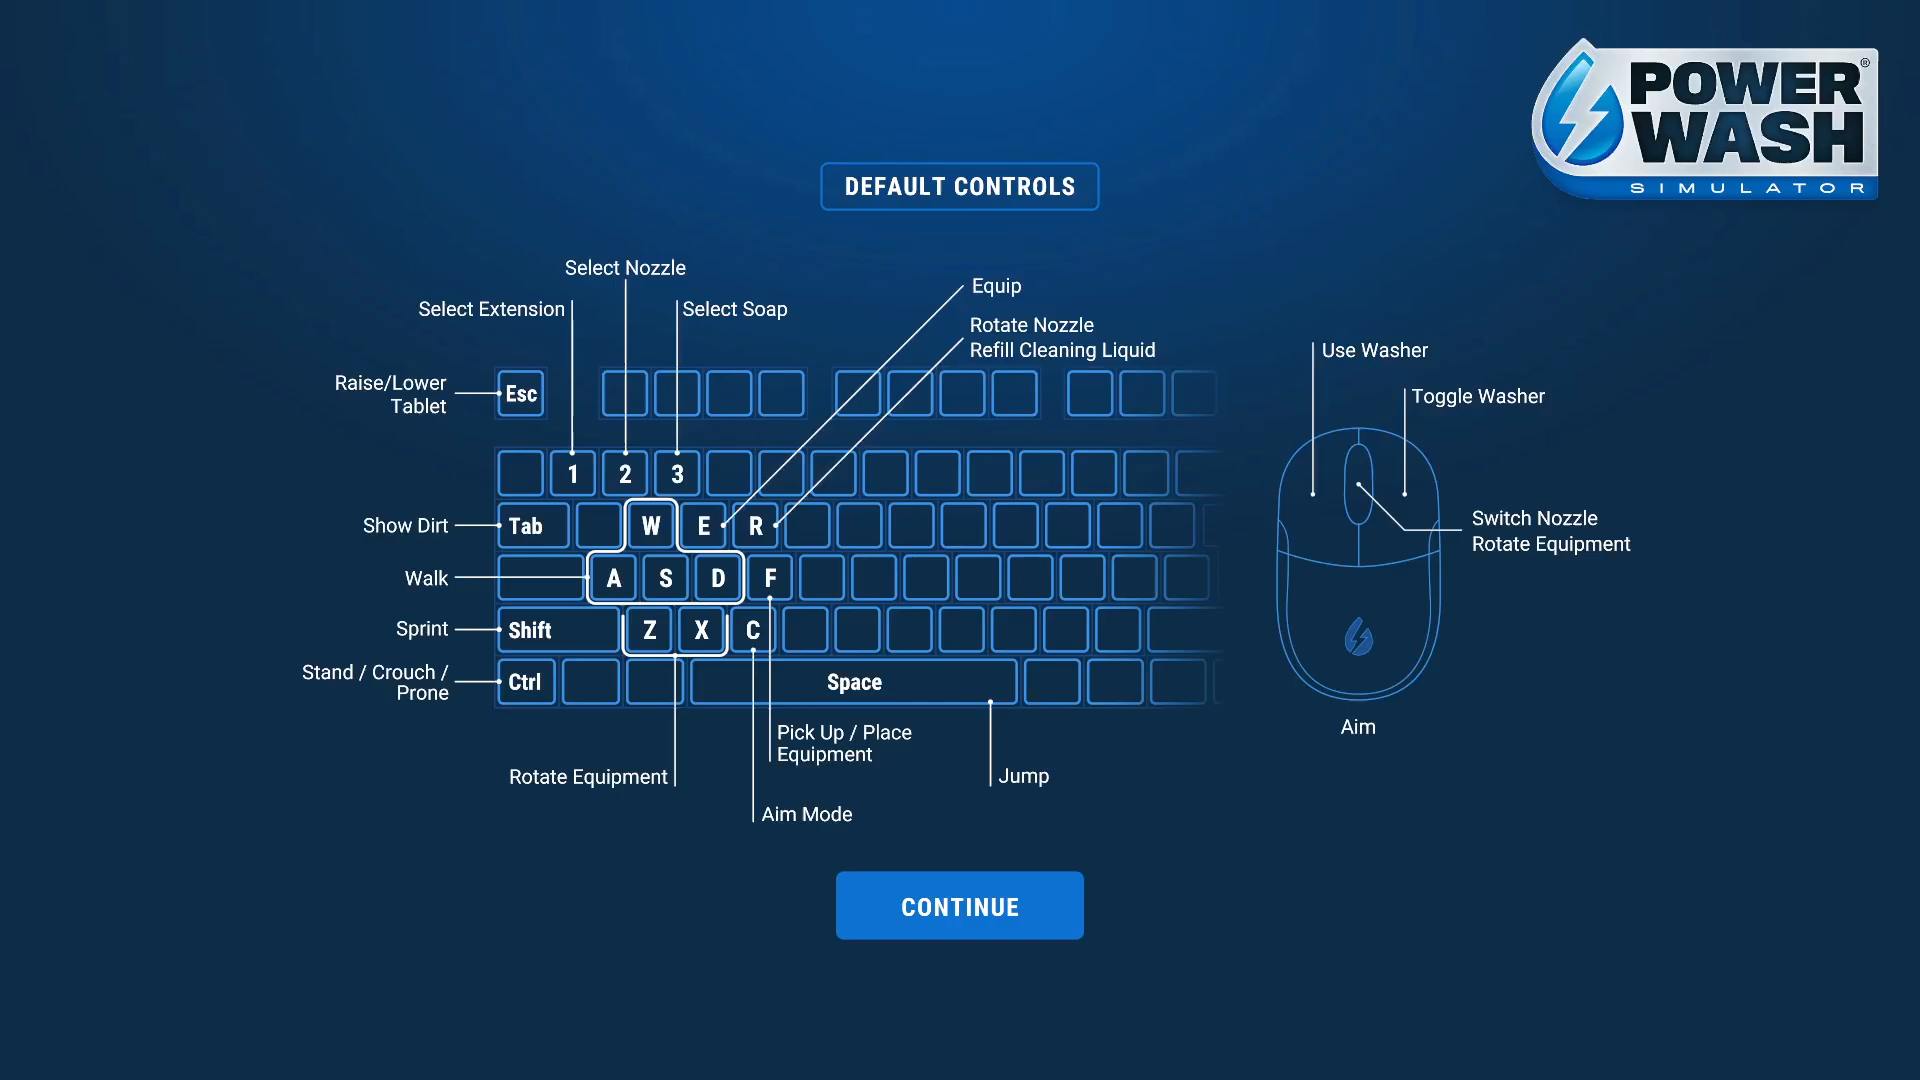 POWER®
WASH
SIMULATOR
DEFAULT CONTROLS
Select Nozzle
Select Extension
Select Soap
Equip
Rotate Nozzle
Refill Cleaning Liquid
Raise/Lower
Tablet
Esc
1
2
3
Show Dirt
Tab
W
E
R
Walk
A
S
D
F
Sprint
Shift
Z
X
C
Stand / Crouch /
Prone
Ctrl
Space
Pick Up / Place
Equipment
Rotate Equipment
Jump
Aim Mode
Use Washer
Toggle Washer
Switch Nozzle
Rotate Equipment
Aim
CONTINUE